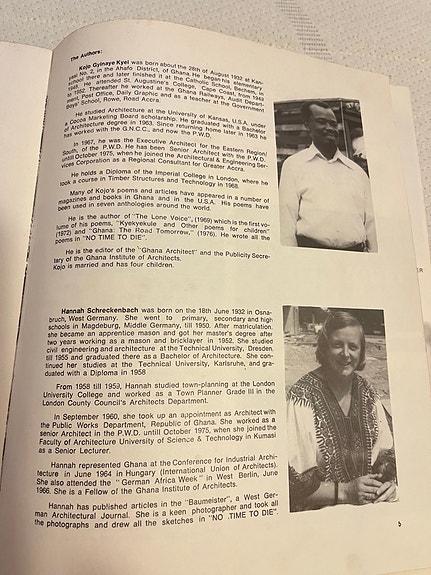 The Authors:
Kojo Gyinaye Kyei was born about the 28th of August 1932 at Kan-
yasi No. 2, in the Ahafo District, of Ghana. He began his elementary
school there and later finished it at the Catholic School, Bechem, in
1949. He attended St. Augustine's College, Cape Coast, from 1949
to 1952. Thereafter he worked at the Ghana Railways, Audit Depart-
ment, Post Office, Daily Graphic and as a teacher at the Government
Boys' School, Rowe, Road Accra.
He studied Architecture at the University of Kansas, U.S.A. under
a Cocoa Marketing Board scholarship: He graduated with a Bachelor
of Architecture degree in 1963. Since returning home later in 1963 he
has worked with the G.N.C.C., and now the P.W.D.
In 1967, he was the Executive Architect for the Eastern Region/
South, of the P.W.D. He has been Senior Architect with the P.W.D.
untill October 1975, when he joined the Architectural & Engineering Ser-
vices Corporation as a Regional Consultant for Greater Accra.
He holds a Diploma of the Imperial College in London, where he
took a course in Timber Structures and Technology in 1968.
Many of Kojo's poems and articles have appeared in a number of
magazines and books in Ghana and in the U.S.A. His poems have
been used in seven anthologies around the world.
He is the author of "The Lone Voice", (1969) which is the first vo-
lume of his poems, "Kyekyekule and Other poems for children"
(1972) and "Ghana: The Road Tomorrow," (1976). He wrote all the
poems in "NO TIME TO DIE".
He is the editor of the "Ghana Architect" and the Publicity Secre-
tary of the Ghana Institute of Architects.
Kojo is married and has four children.
Hannah Schreckenbach was born on the 18th June 1932 in Osna-
bruch, West Germany. She went to primary, secondary and high
schools in Magdeburg, Middle Germany, till 1950. After matriculation,
she became an apprentice mason and got her master's degree after
two years working as a mason and bricklayer in 1952. She studied
civil engineering and architecture at the Technical University, Dresden,
till 1955 and graduated there as a Bachelor of Architecture. She con-
tinued her studies at the Technical University, Karlsruhe, and gra-
duated with a Diploma in 1958
From 1958 till 1959, Hannah studied town-planning at the London
University College and worked as a Town Planner Grade III in the
London County Council's Architects Department.
In September 1960, she took up an appointment as Architect with
the Public Works Department, Republic of Ghana. She worked as a
senior Architect in the P.W.D. untill October 1975, when she joined the
Faculty of Architecture University of Science & Technology in Kumasi
as a Senior Lecturer.
Hannah represented Ghana at the Conference for Industrial Archi-
tecture in June 1964 in Hungary (International Union of Architects).
She also attended the "German Africa Week" in West Berlin, June
1966. She is a Fellow of the Ghana Institute of Architects.
Hannah has published articles in the "Baumeister", a West Ger-
man Architectural Journal. She is a keen photographer and took all
the photographs and drew all the sketches in "NO .TIME TO DIE".
5